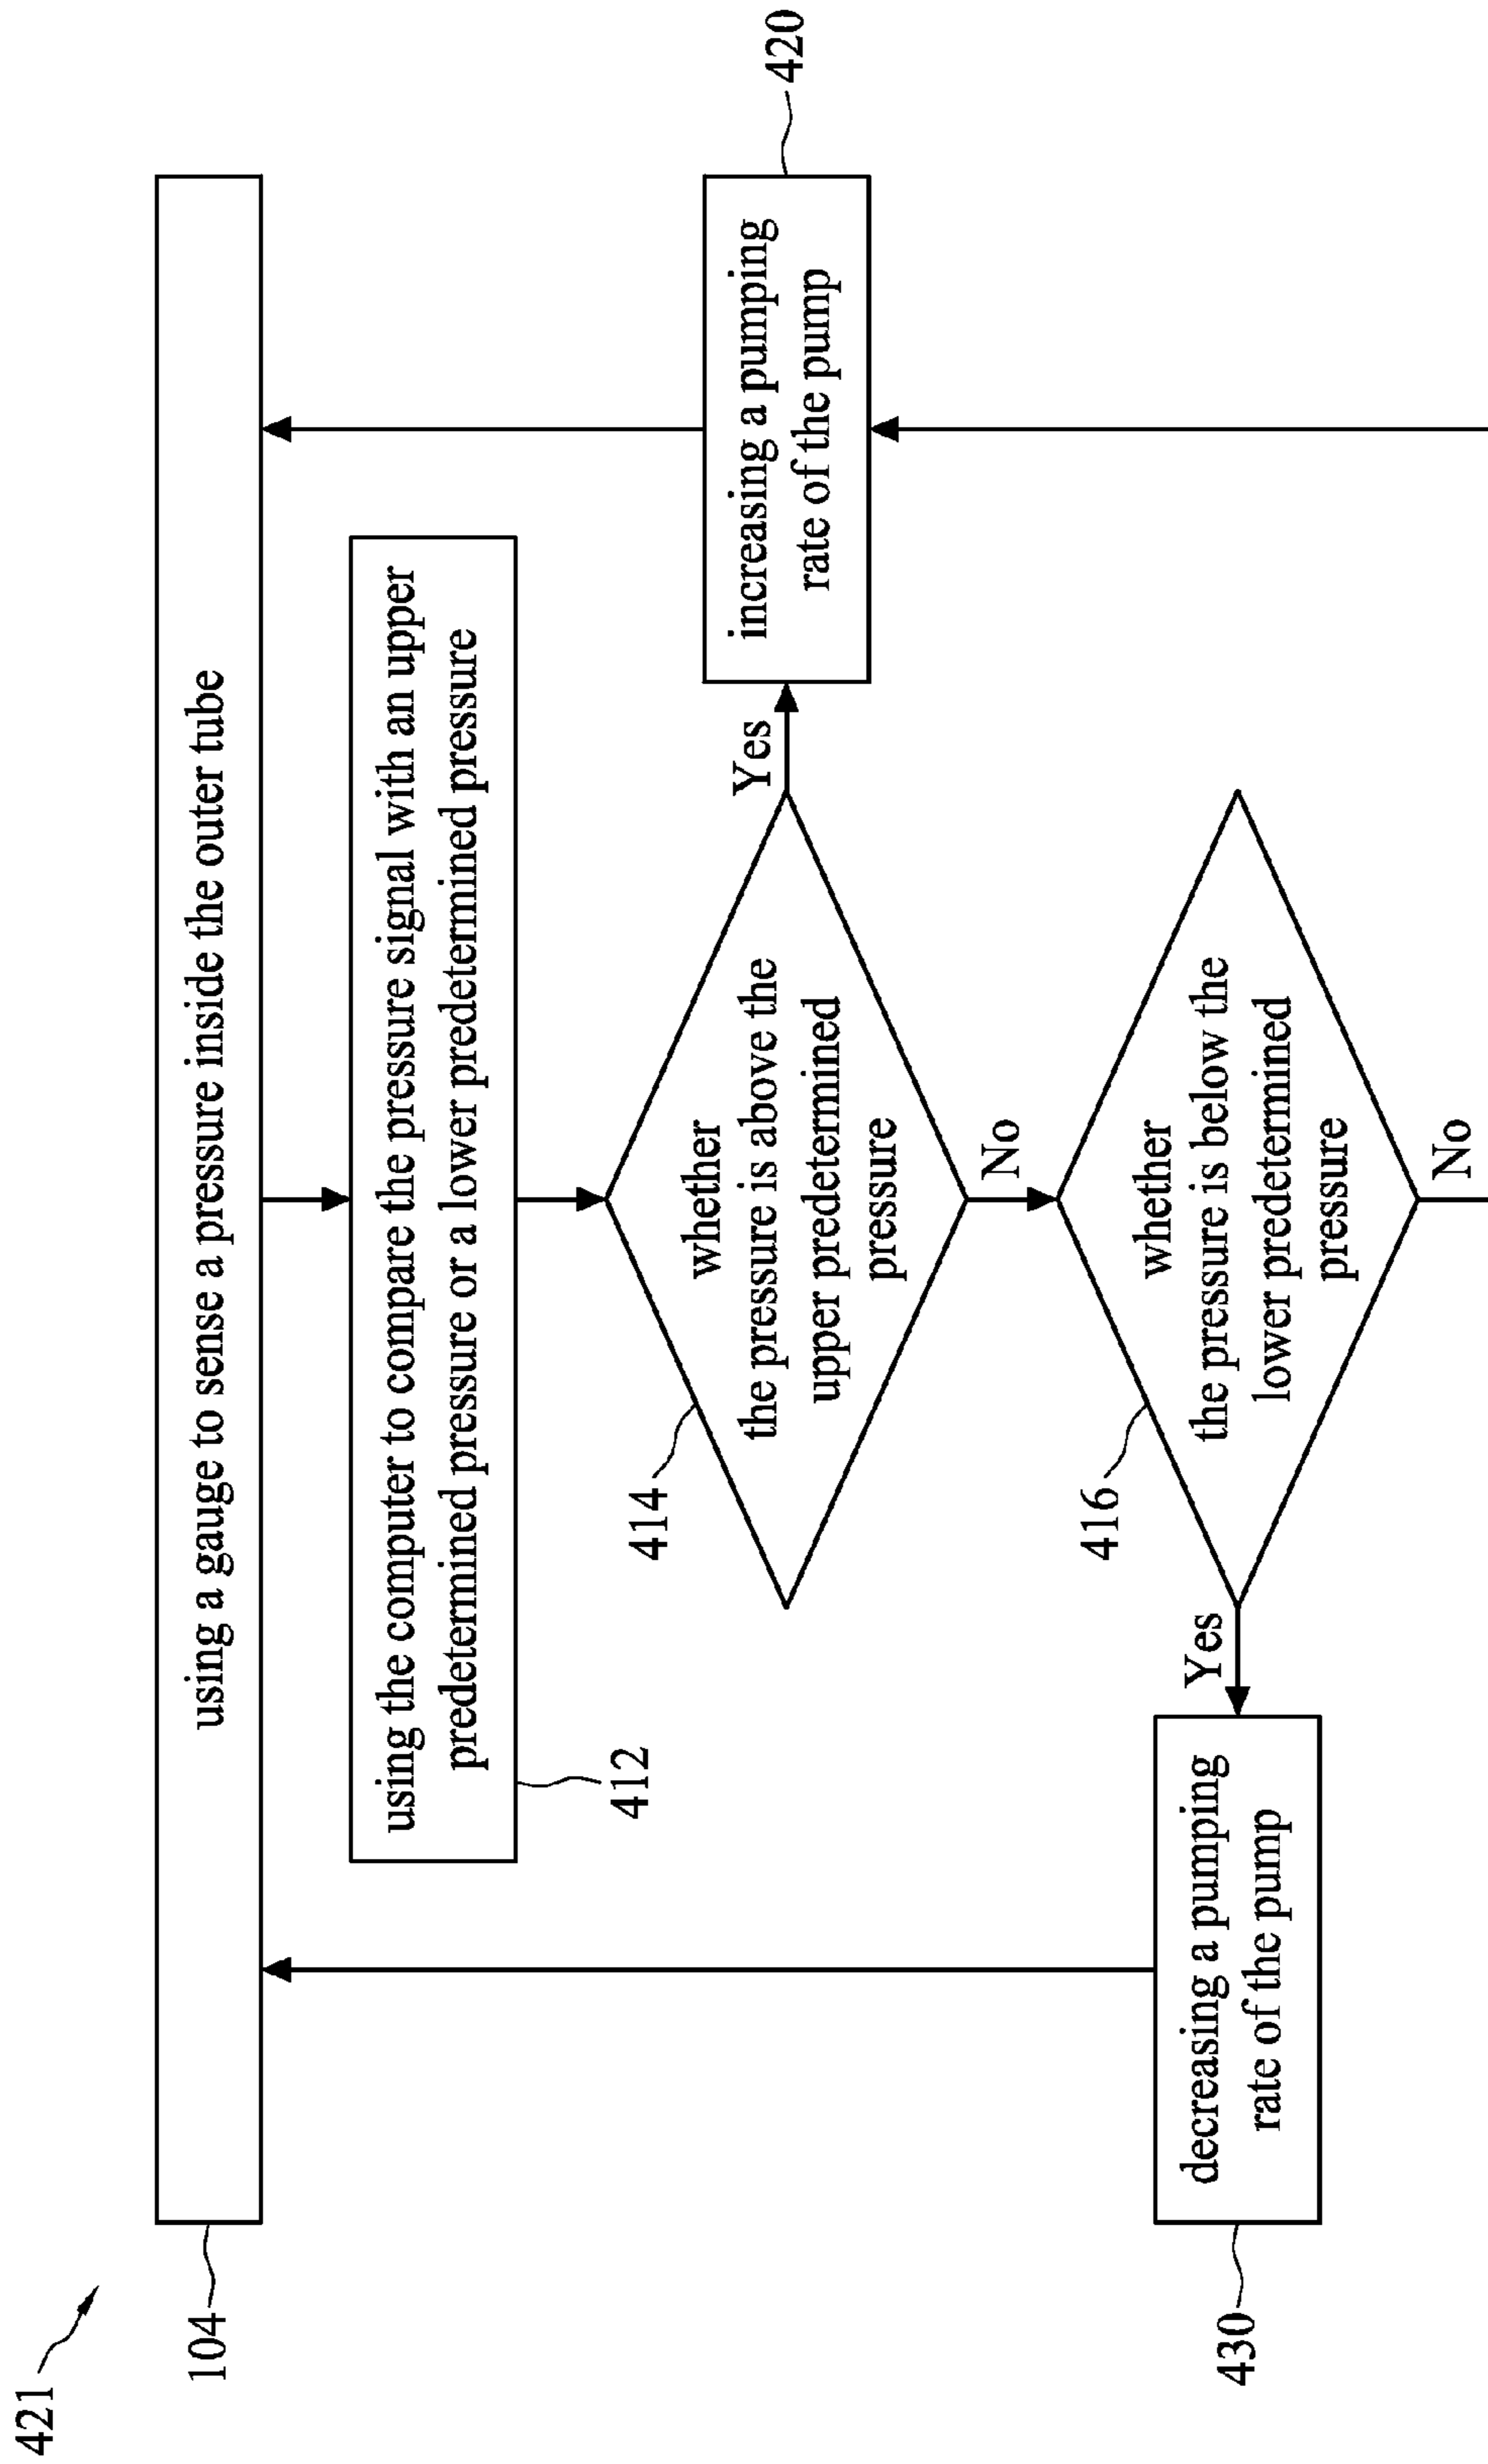 421
104
using a gauge to sense a pressure inside the outer tube
using the computer to compare the pressure signal with an upper
predetermined pressure or a lower predetermined pressure
412
414
whether
the pressure is above the
upper predetermined
pressure
Yes
increasing a pumping
rate of the pump
420
No
416
whether
the pressure is below the
lower predetermined
pressure
Yes
decreasing a pumping
rate of the pump
430
No